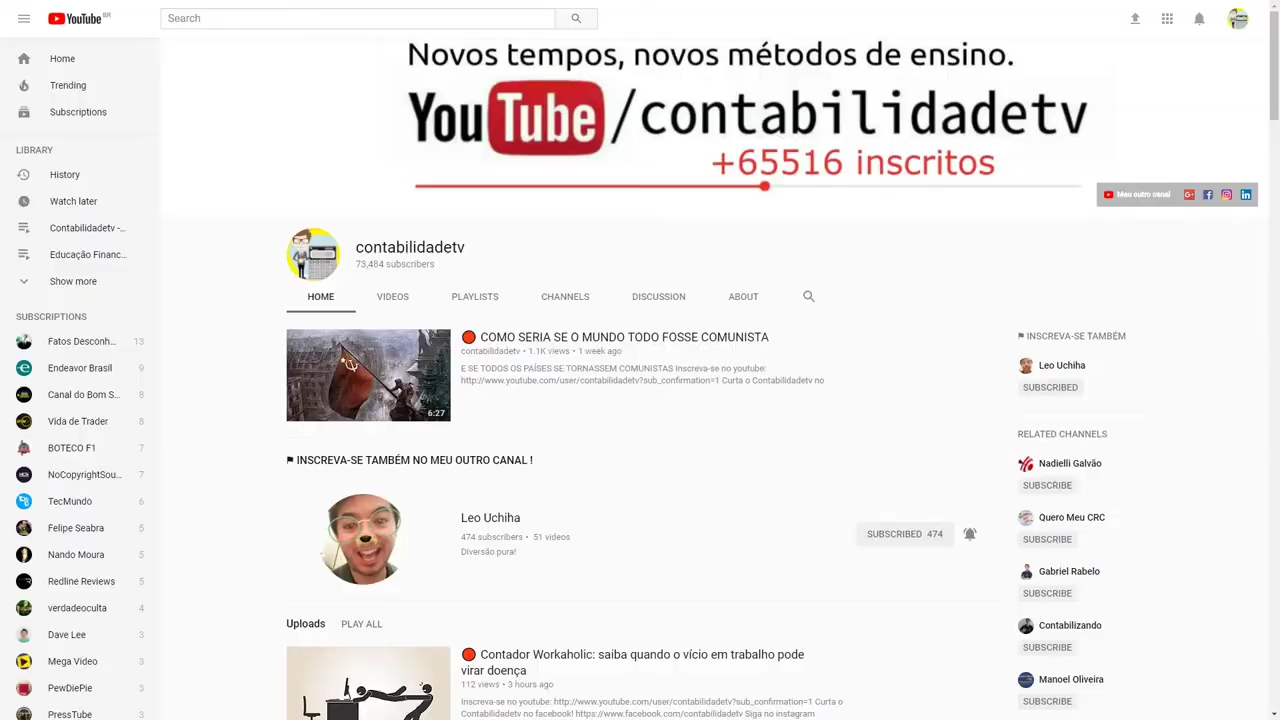 YouTube BR
Search
Home
Trending
Subscriptions
LIBRARY
History
Watch later
Contabilidadetv -...
Educação Financ...
Show more
SUBSCRIPTIONS
Fatos Desconh... 13
Endeavor Brasil 9
Canal do Bom S... 8
Vida de Trader 8
BOTECO F1 7
NoCopyrightSou... 7
TecMundo 6
Felipe Seabra 5
Nando Moura 5
Redline Reviews 5
verdadeoculta 4
Dave Lee 3
Mega Video 3
PewDiePie 3
PressTube 3
Novos tempos, novos métodos de ensino.
YouTube/contabilidadetv
+65516 inscritos
Meu outro canal
contabilidadetv
73,484 subscribers
HOME VIDEOS PLAYLISTS CHANNELS DISCUSSION ABOUT
6:27
COMO SERIA SE O MUNDO TODO FOSSE COMUNISTA
contabilidadetv • 1.1K views • 1 week ago
E SE TODOS OS PAÍSES SE TORNASSEM COMUNISTAS Inscreva-se no youtube:
http://www.youtube.com/user/contabilidadetv?sub_confirmation=1 Curta o Contabilidadetv no
INSCREVA-SE TAMBÉM NO MEU OUTRO CANAL !
Leo Uchiha
474 subscribers • 51 videos
Diversão pura!
SUBSCRIBED 474
Uploads PLAY ALL
Contador Workaholic: saiba quando o vício em trabalho pode
virar doença
112 views • 3 hours ago
Inscreva-se no youtube: http://www.youtube.com/user/contabilidadetv?sub_confirmation=1 Curta o
Contabilidadetv no facebook! https://www.facebook.com/contabilidadetv Siga no instagram
INSCREVA-SE TAMBÉM
Leo Uchiha
SUBSCRIBED
RELATED CHANNELS
Nadielli Galvão
SUBSCRIBE
Quero Meu CRC
SUBSCRIBE
Gabriel Rabelo
SUBSCRIBE
Contabilizando
SUBSCRIBE
Manoel Oliveira
SUBSCRIBE